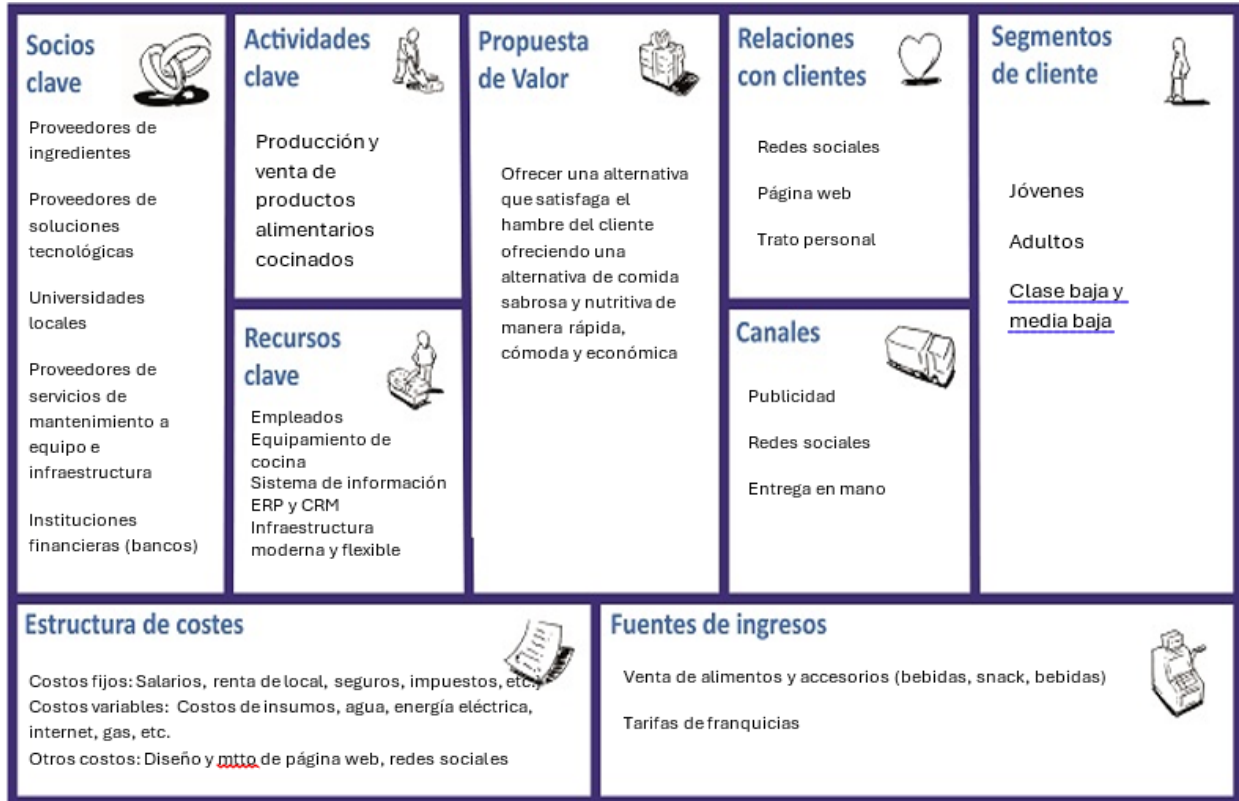 Socios
clave
Proveedores de
ingredientes
Proveedores de
soluciones
tecnológicas
Universidades
locales
Proveedores de
servicios de
mantenimiento a
equipo e
infraestructura
Instituciones
financieras (bancos)
Actividades
clave
Producción y
venta de
productos
alimentarios
cocinados
Recursos
clave
Empleados
Equipamiento de
cocina
Sistema de información
ERP y CRM
Infraestructura
moderna y flexible
Propuesta
de Valor
Ofrecer una alternativa
que satisfaga el
hambre del cliente
ofreciendo una
alternativa de comida
sabrosa y nutritiva de
manera rápida,
cómoda y económica
Relaciones
con clientes
Redes sociales
Página web
Trato personal
Canales
Publicidad
Redes sociales
Entrega en mano
Segmentos
de cliente
Jóvenes
Adultos
Clase baja y
media baja
Estructura de costes
Costos fijos: Salarios, renta de local, seguros, impuestos, etc.
Costos variables: Costos de insumos, agua, energía eléctrica,
internet, gas, etc.
Otros costos: Diseño y mtto de página web, redes sociales
Fuentes de ingresos
Venta de alimentos y accesorios (bebidas, snack, bebidas)
Tarifas de franquicias